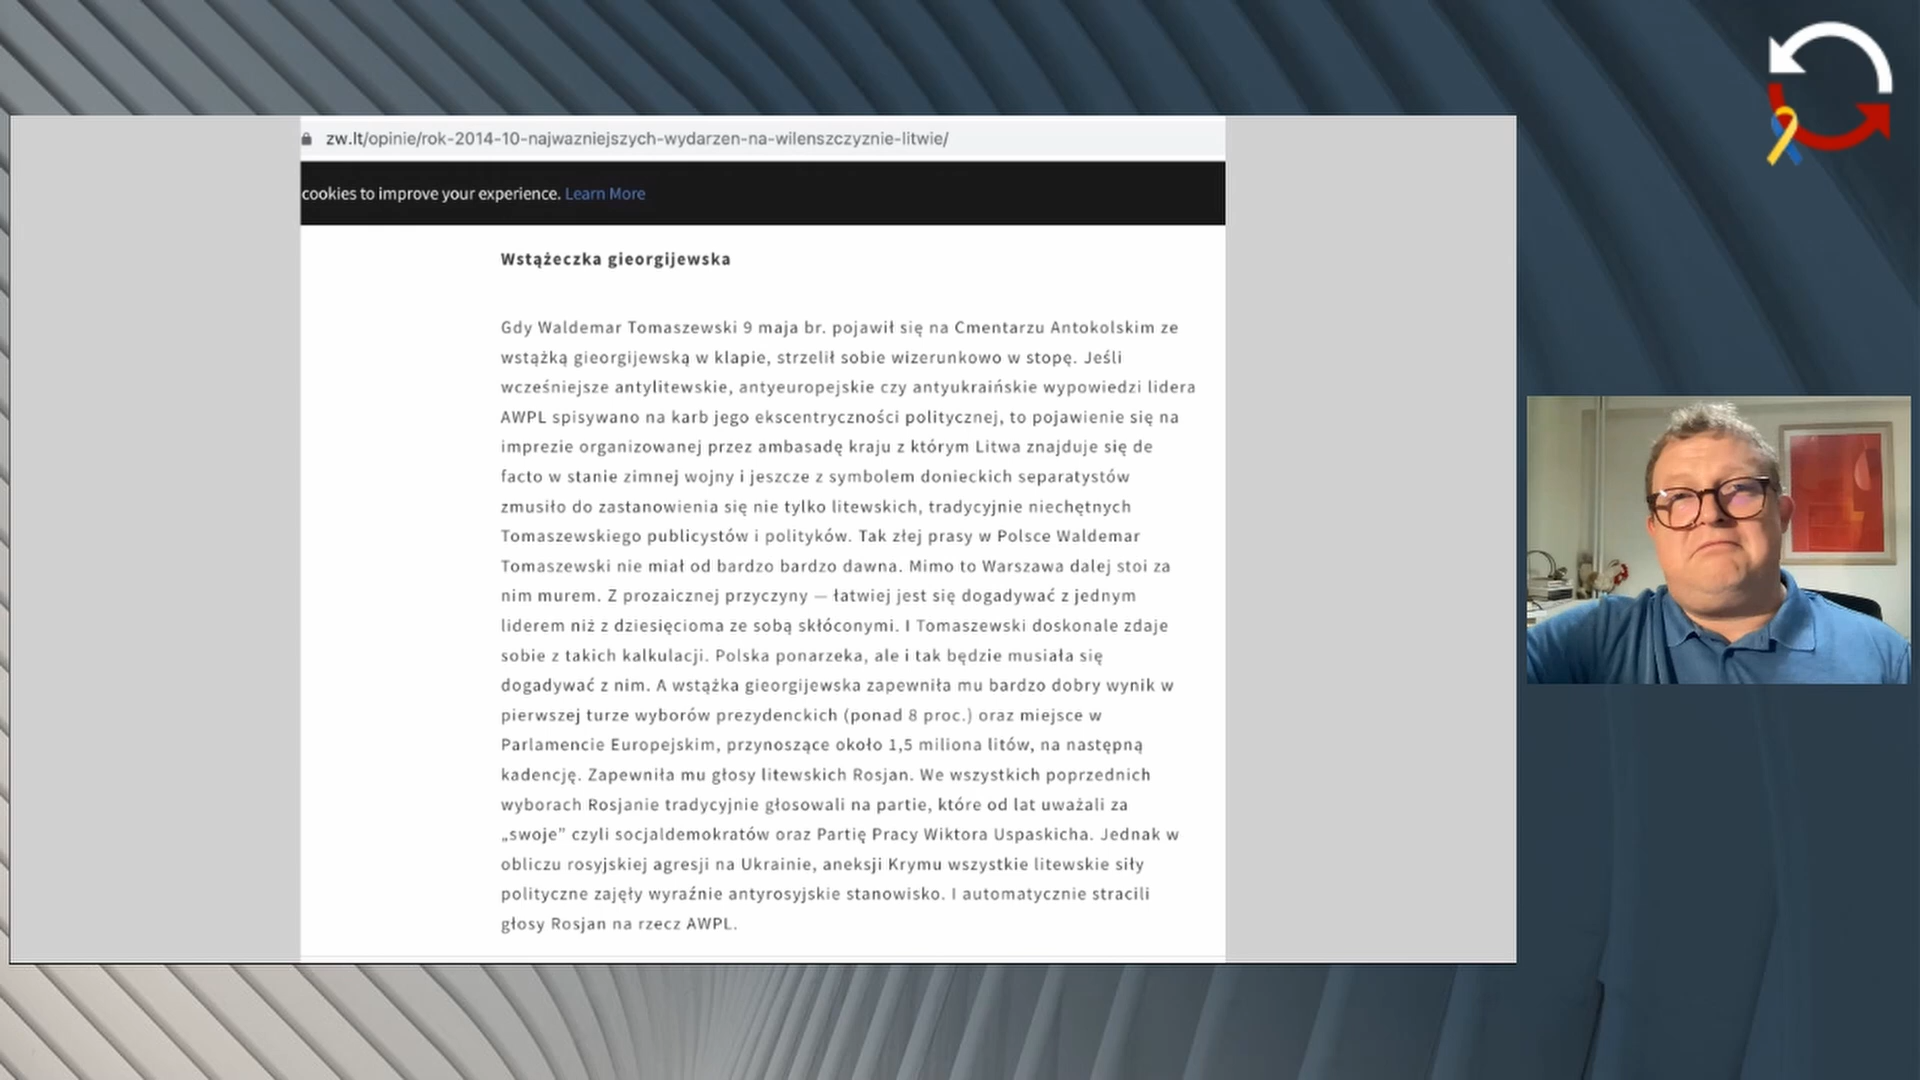 zw.lt/opinie/rok-2014-10-najwazniejszych-wydarzen-na-wilenszczyznie-litwie/
cookies to improve your experience. Learn More
Wstążeczka gieorgijewska
Gdy Waldemar Tomaszewski 9 maja br. pojawił się na Cmentarzu Antokolskim ze
wstążką gieorgijewską w klapie, strzelił sobie wizerunkowo w stopę. Jeśli
wcześniejsze antylitewskie, antyeuropejskie czy antyukraińskie wypowiedzi lidera
AWPL spisywano na karb jego ekscentryczności politycznej, to pojawienie się na
imprezie organizowanej przez ambasadę kraju z którym Litwa znajduje się de
facto w stanie zimnej wojny i jeszcze z symbolem donieckich separatystów
zmusiło do zastanowienia się nie tylko litewskich, tradycyjnie niechętnych
Tomaszewskiego publicystów i polityków. Tak złej prasy w Polsce Waldemar
Tomaszewski nie miał od bardzo bardzo dawna. Mimo to Warszawa dalej stoi za
nim murem. Z prozaicznej przyczyny — łatwiej jest się dogadywać z jednym
liderem niż z dziesięcioma ze sobą skłóconymi. I Tomaszewski doskonale zdaje
sobie z takich kalkulacji. Polska ponarzeka, ale i tak będzie musiała się
dogadywać z nim. A wstążka gieorgijewska zapewniła mu bardzo dobry wynik w
pierwszej turze wyborów prezydenckich (ponad 8 proc.) oraz miejsce w
Parlamencie Europejskim, przynoszące około 1,5 miliona litów, na następną
kadencję. Zapewniła mu głosy litewskich Rosjan. We wszystkich poprzednich
wyborach Rosjanie tradycyjnie głosowali na partie, które od lat uważali za
„swoje” czyli socjaldemokratów oraz Partię Pracy Wiktora Uspaskicha. Jednak w
obliczu rosyjskiej agresji na Ukrainie, aneksji Krymu wszystkie litewskie siły
polityczne zajęły wyraźnie antyrosyjskie stanowisko. I automatycznie stracili
głosy Rosjan na rzecz AWPL.